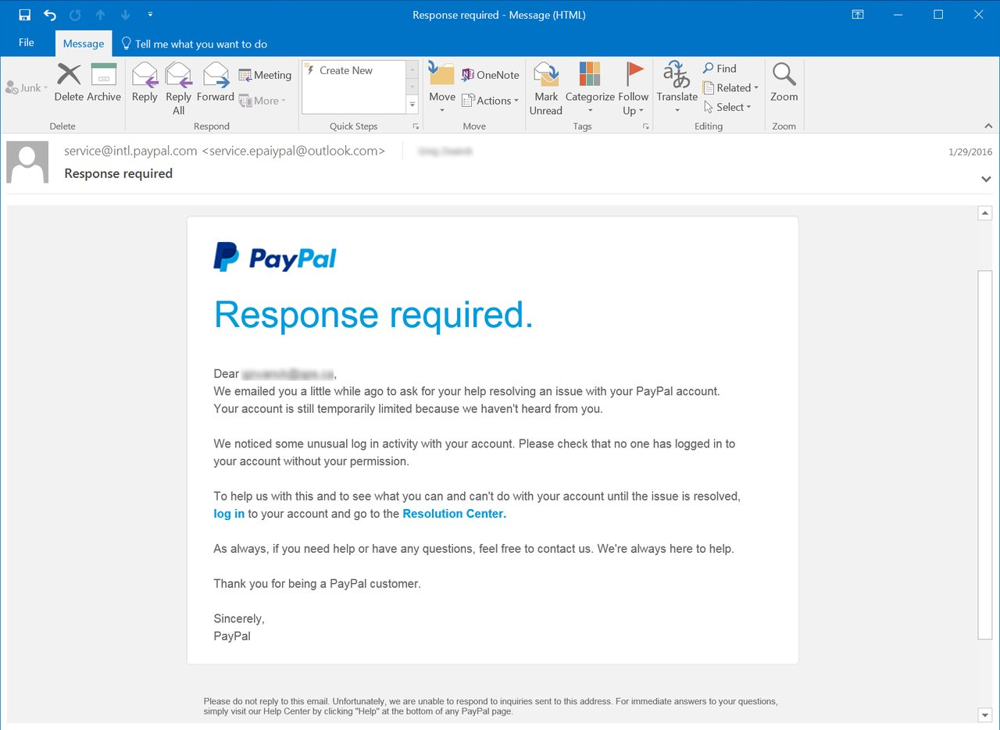 Response required - Message (HTML)
File
Message
Tell me what you want to do
Junk
Delete
Archive
Delete
Reply
Reply
All
Forward
Meeting
More
Respond
Create New
Quick Steps
Move
OneNote
Actions
Move
Mark
Unread
Categorize
Follow
Up
Tags
Translate
Find
Related
Select
Editing
Zoom
Zoom
service@intl.paypal.com <service.epaiypal@outlook.com>
1/29/2016
Response required
PayPal
Response required.
Dear ,
We emailed you a little while ago to ask for your help resolving an issue with your PayPal account.
Your account is still temporarily limited because we haven't heard from you.
We noticed some unusual log in activity with your account. Please check that no one has logged in to
your account without your permission.
To help us with this and to see what you can and can't do with your account until the issue is resolved,
log in to your account and go to the Resolution Center.
As always, if you need help or have any questions, feel free to contact us. We're always here to help.
Thank you for being a PayPal customer.
Sincerely,
PayPal
Please do not reply to this email. Unfortunately, we are unable to respond to inquiries sent to this address. For immediate answers to your questions,
simply visit our Help Center by clicking "Help" at the bottom of any PayPal page.